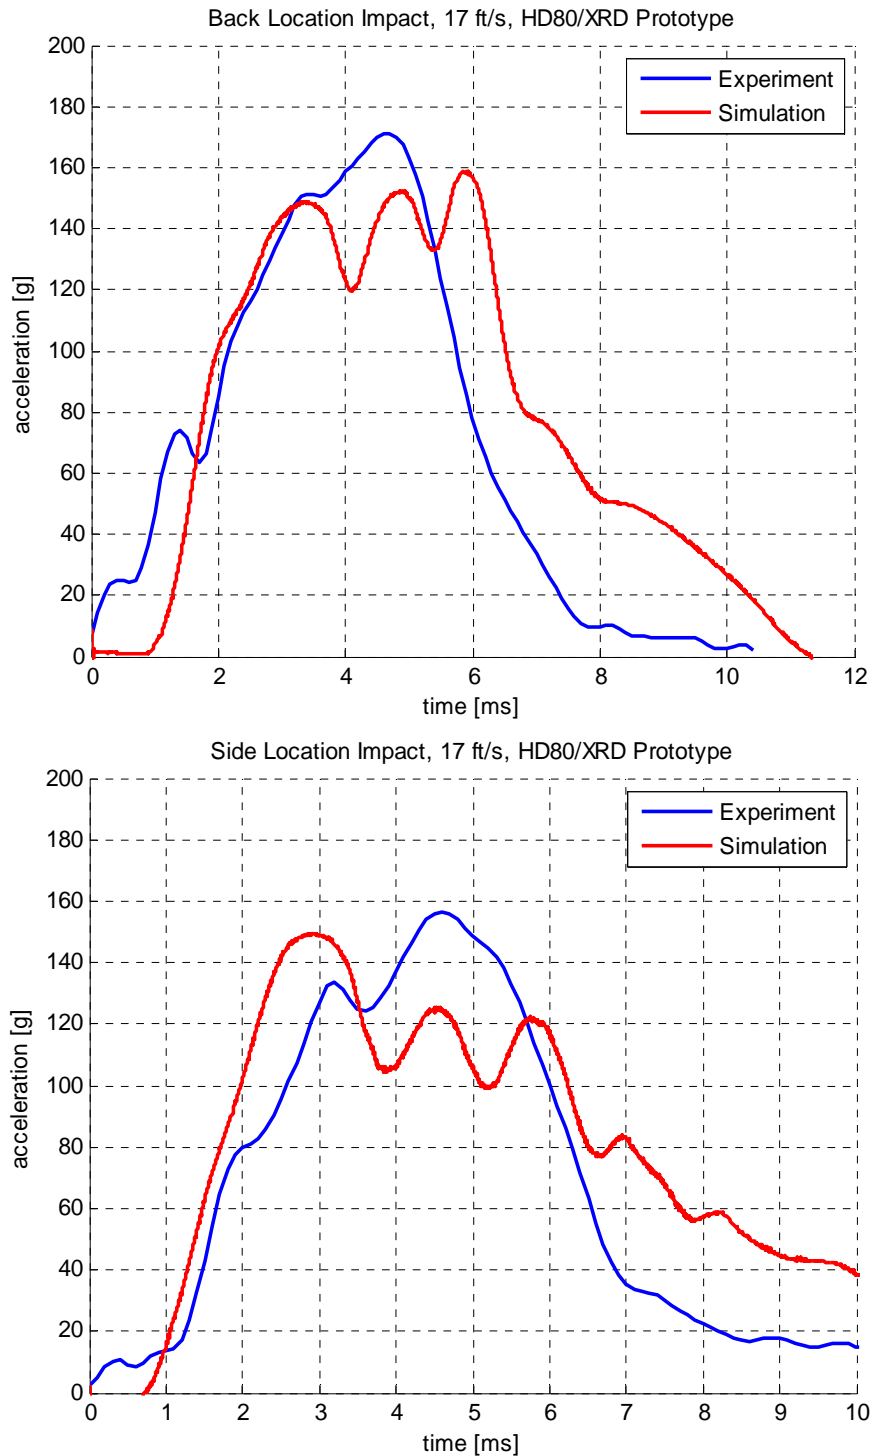 Back Location Impact, 17 ft/s, HD80/XRD Prototype
200
180
160
140
120
100
80
60
40
20
0
acceleration [g]
Experiment
Simulation
0 2 4 6 8 10 12
time [ms]
Side Location Impact, 17 ft/s, HD80/XRD Prototype
200
180
160
140
120
100
80
60
40
20
0
acceleration [g]
Experiment
Simulation
0 1 2 3 4 5 6 7 8 9 10
time [ms]